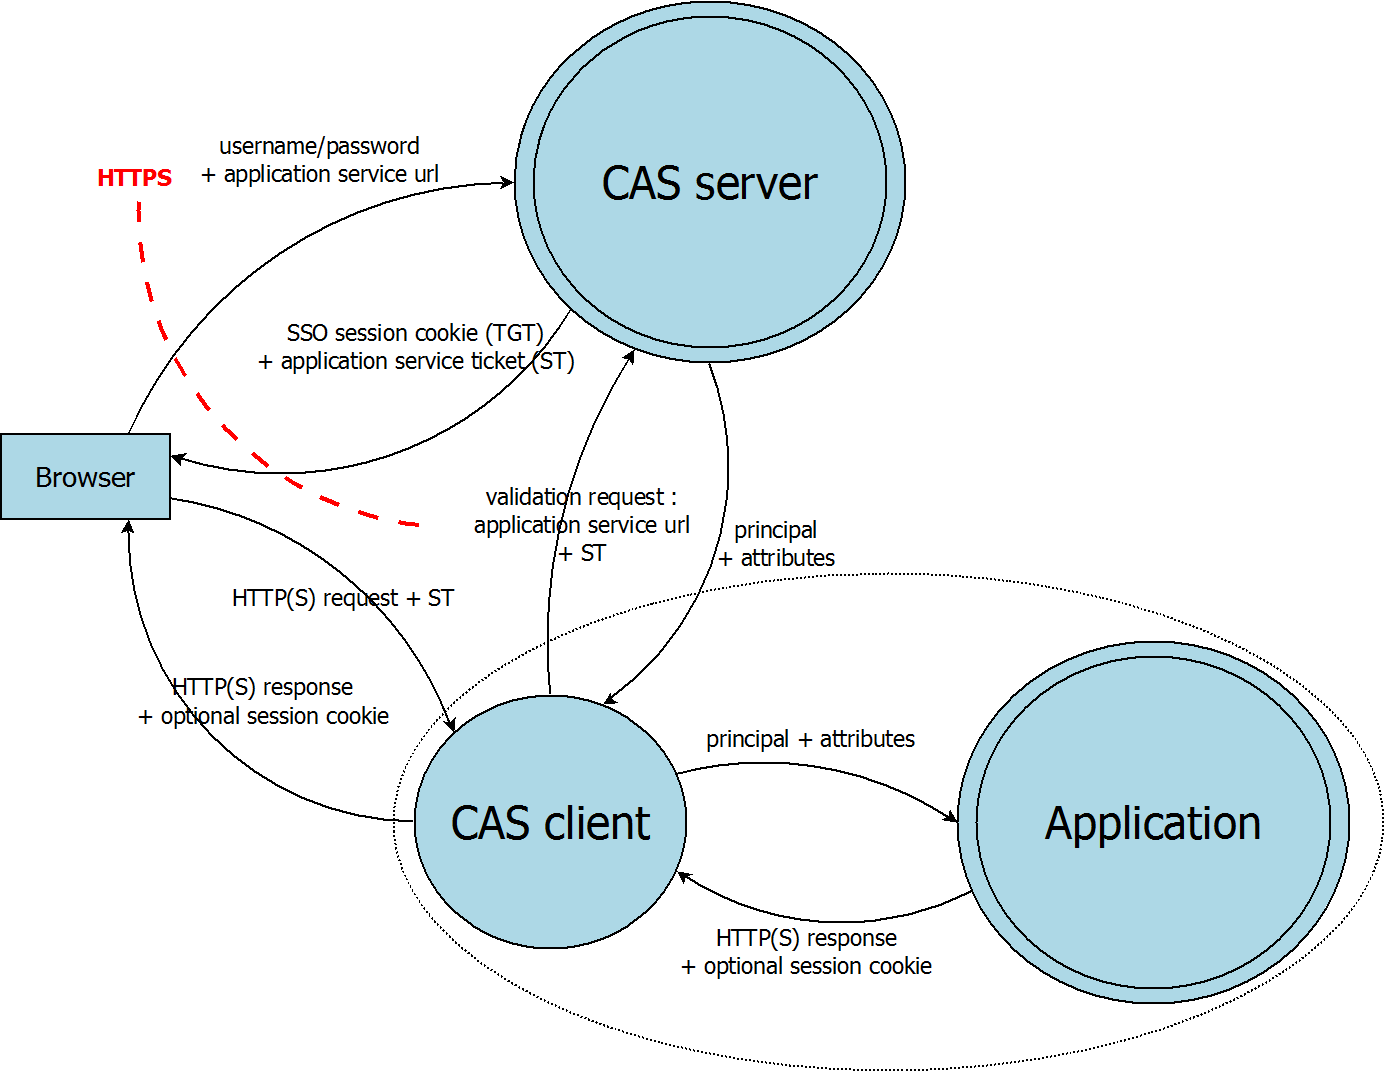 username/password
+ application service url
HTTPS
CAS server
SSO session cookie (TGT)
+ application service ticket (ST)
Browser
validation request :
application service url
+ ST
principal
+ attributes
HTTP(S) request + ST
HTTP(S) response
+ optional session cookie
principal + attributes
CAS client
Application
HTTP(S) response
+ optional session cookie